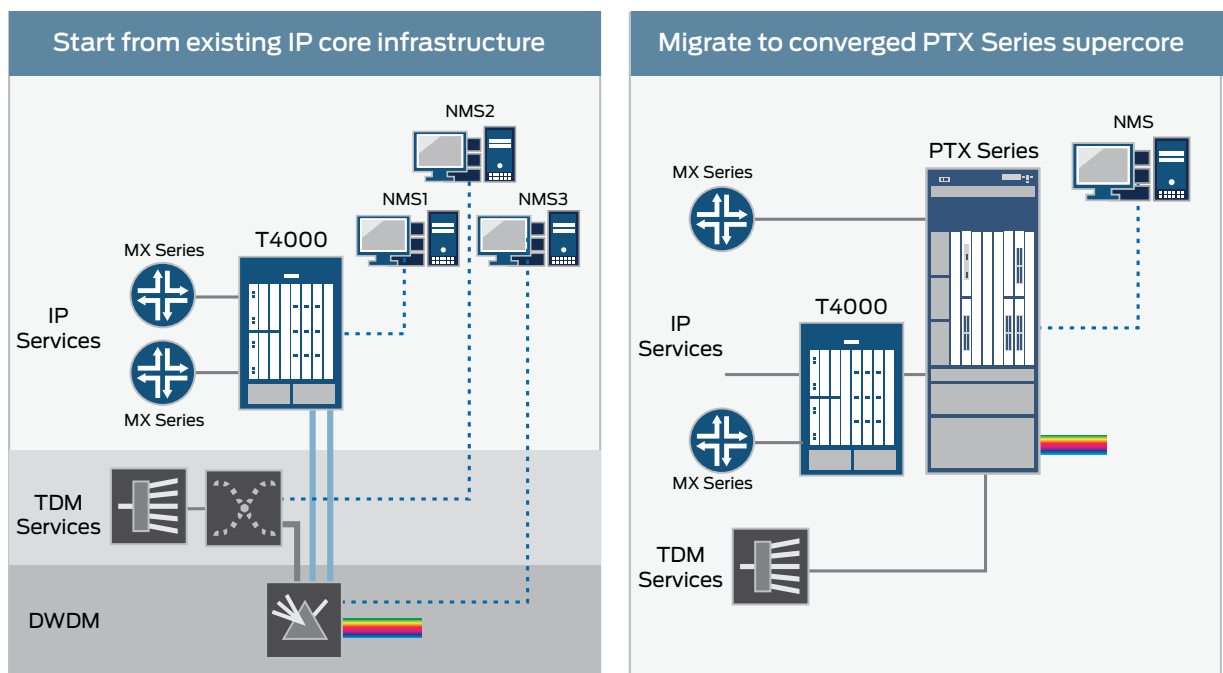 Start from existing IP core infrastructure
NMS2
NMS1
NMS3
T4000
MX Series
IP
Services
MX Series
TDM
Services
DWDM
Migrate to converged PTX Series supercore
NMS
PTX Series
MX Series
T4000
IP
Services
MX Series
TDM
Services